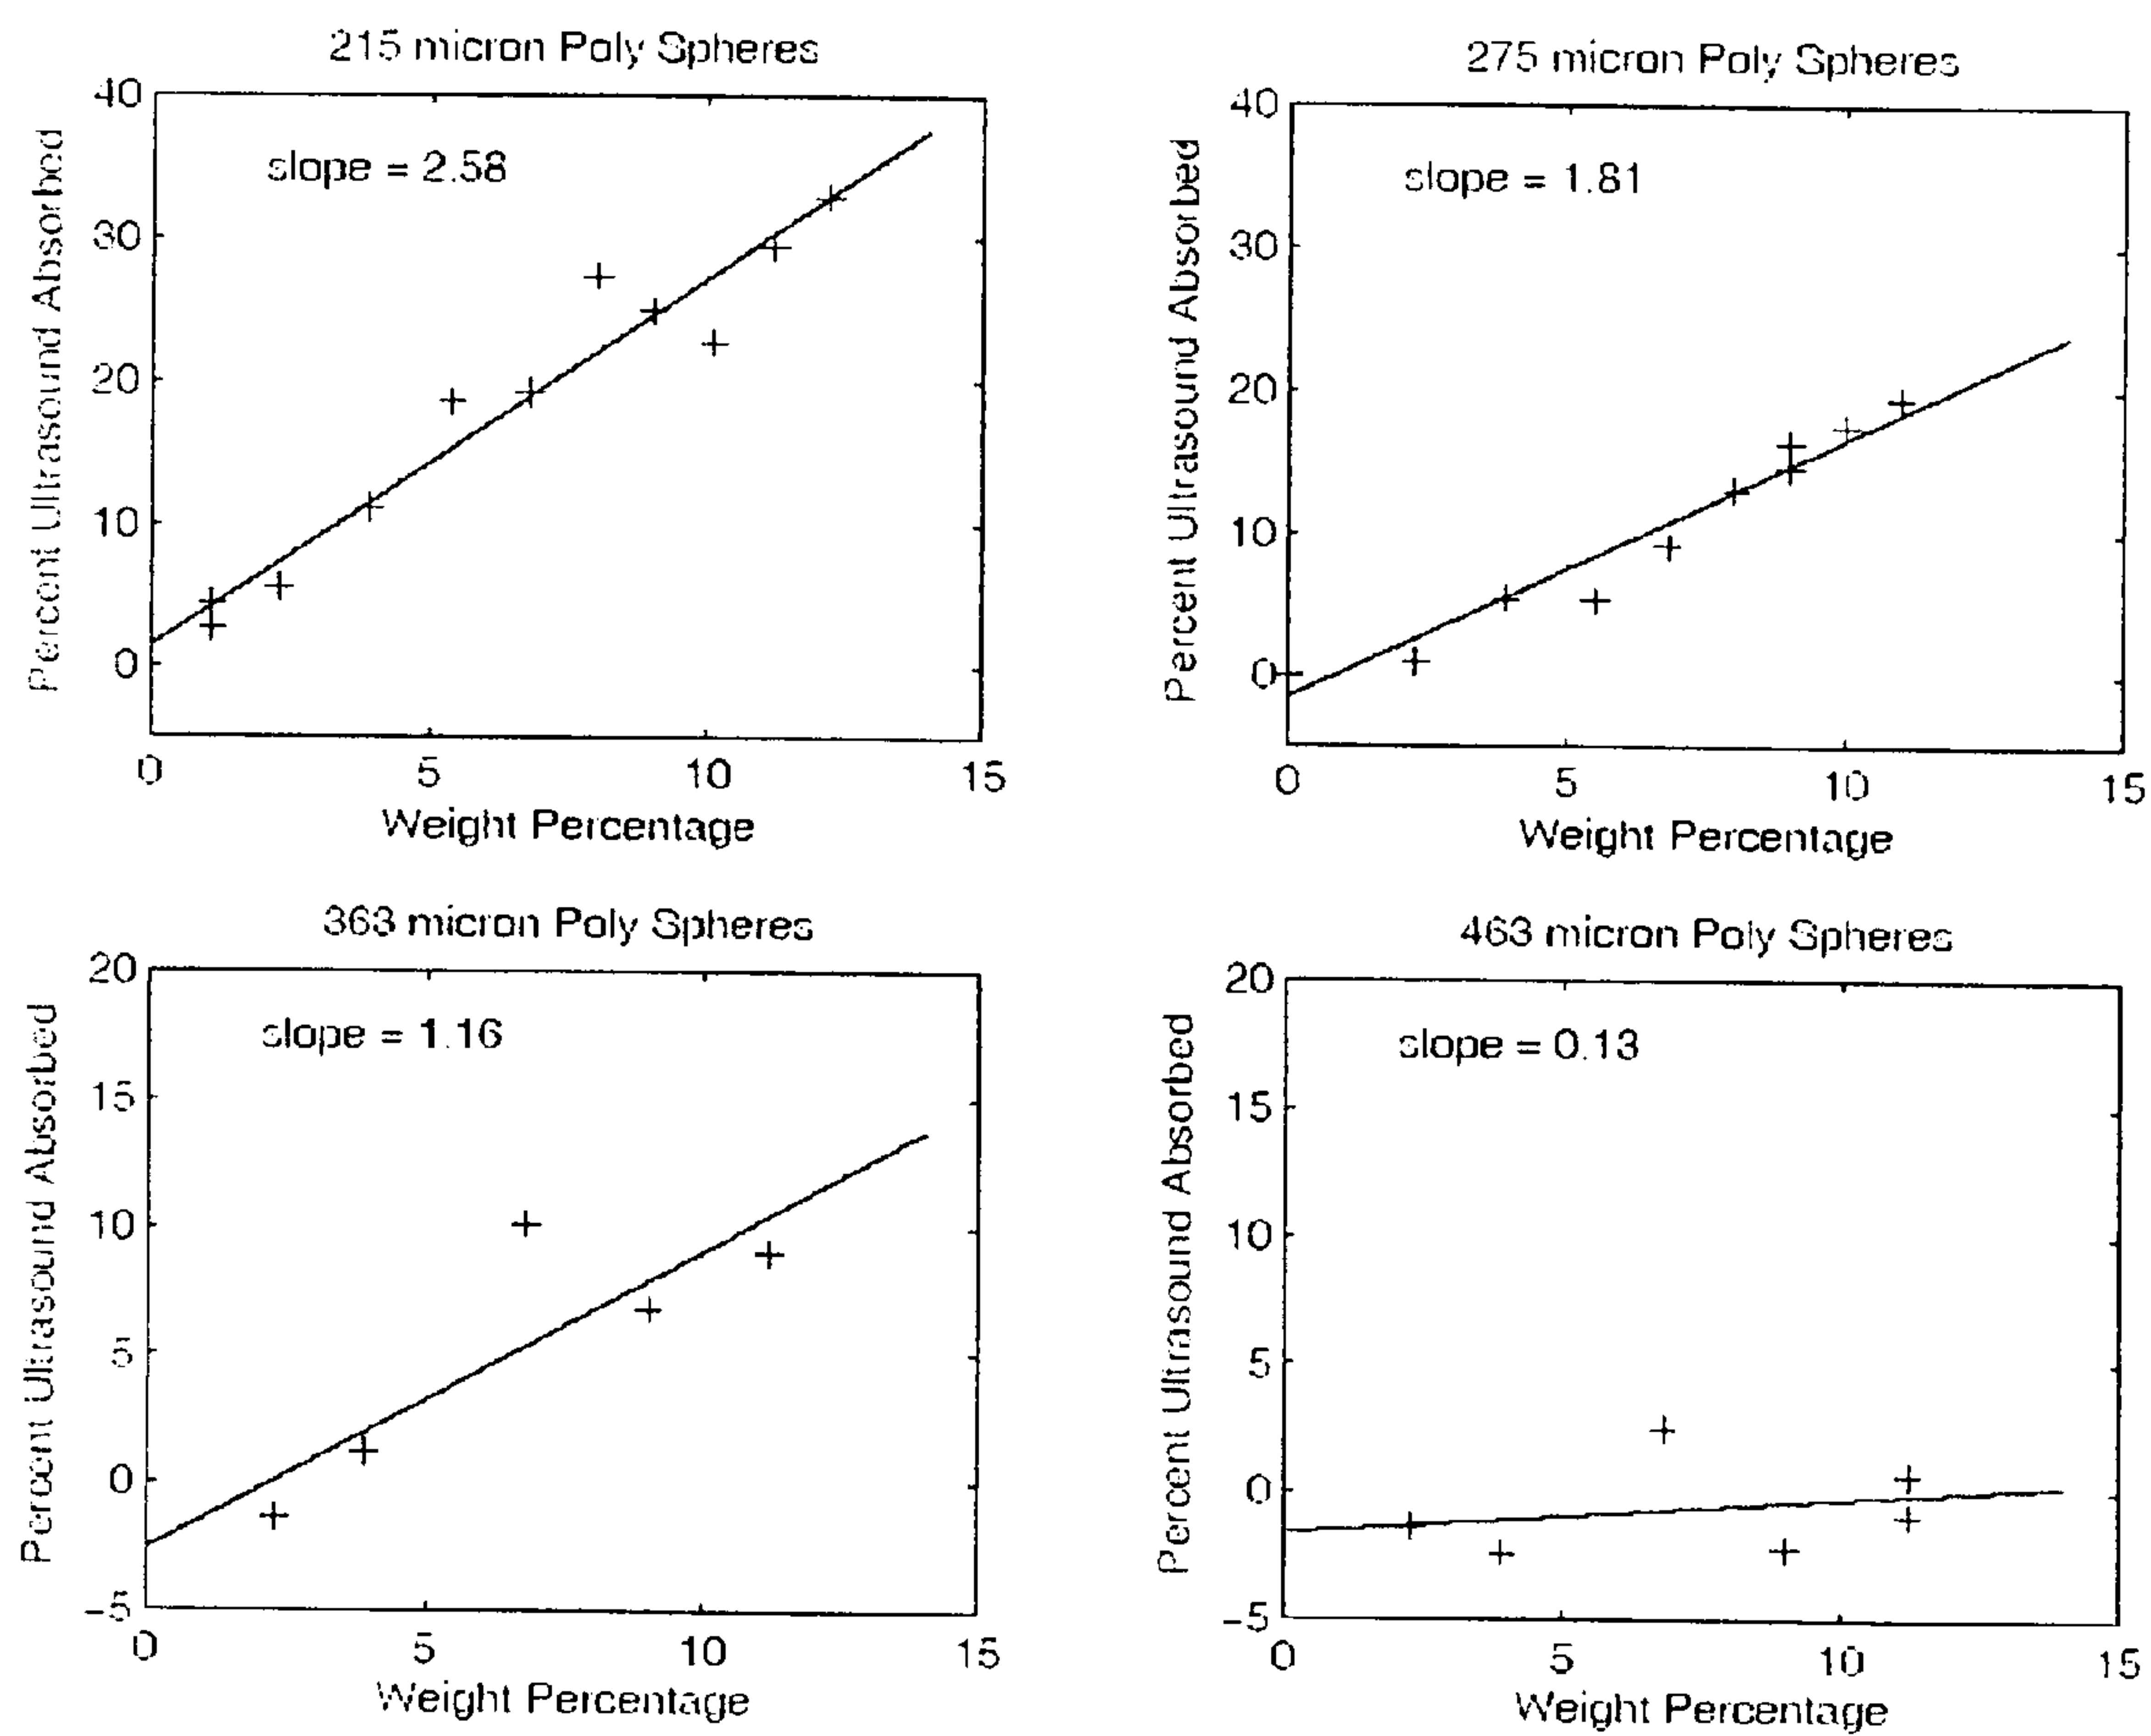 215 micron Poly Spheres
Percent Ultrasound Absorbed
slope = 2.58
40
30
20
10
0
0 5 10 15
Weight Percentage
275 micron Poly Spheres
Percent Ultrasound Absorbed
slope = 1.81
40
30
20
10
0
0 5 10 15
Weight Percentage
363 micron Poly Spheres
Percent Ultrasound Absorbed
slope = 1.16
20
15
10
5
0
-5
0 5 10 15
Weight Percentage
463 micron Poly Spheres
Percent Ultrasound Absorbed
slope = 0.13
20
15
10
5
0
-5
0 5 10 15
Weight Percentage